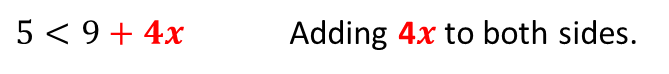 5 < 9 + 4x Adding 4x to both sides.